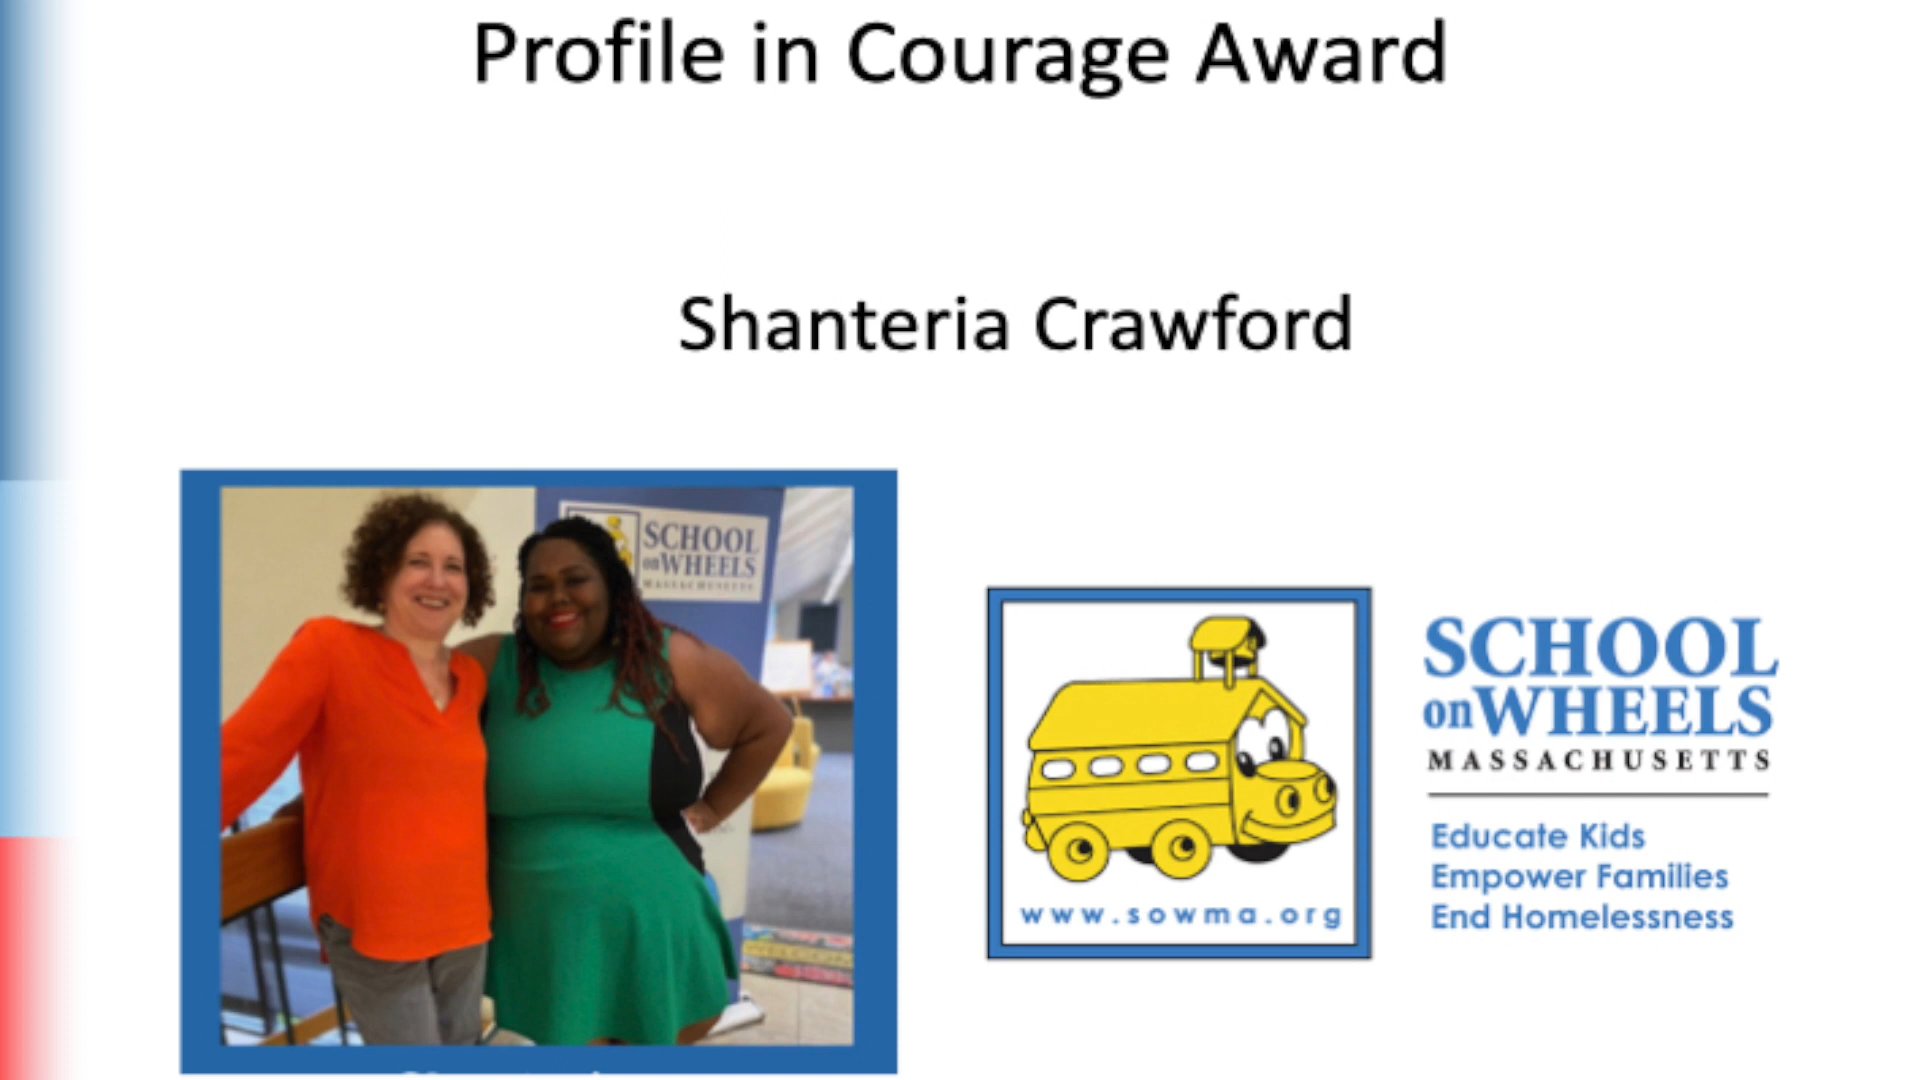 Profile in Courage Award
Shanteria Crawford
SCHOOL
on WHEELS
MASSACHUSETTS
www.sowma.org
SCHOOL
on WHEELS
MASSACHUSETTS
Educate Kids
Empower Families
End Homelessness